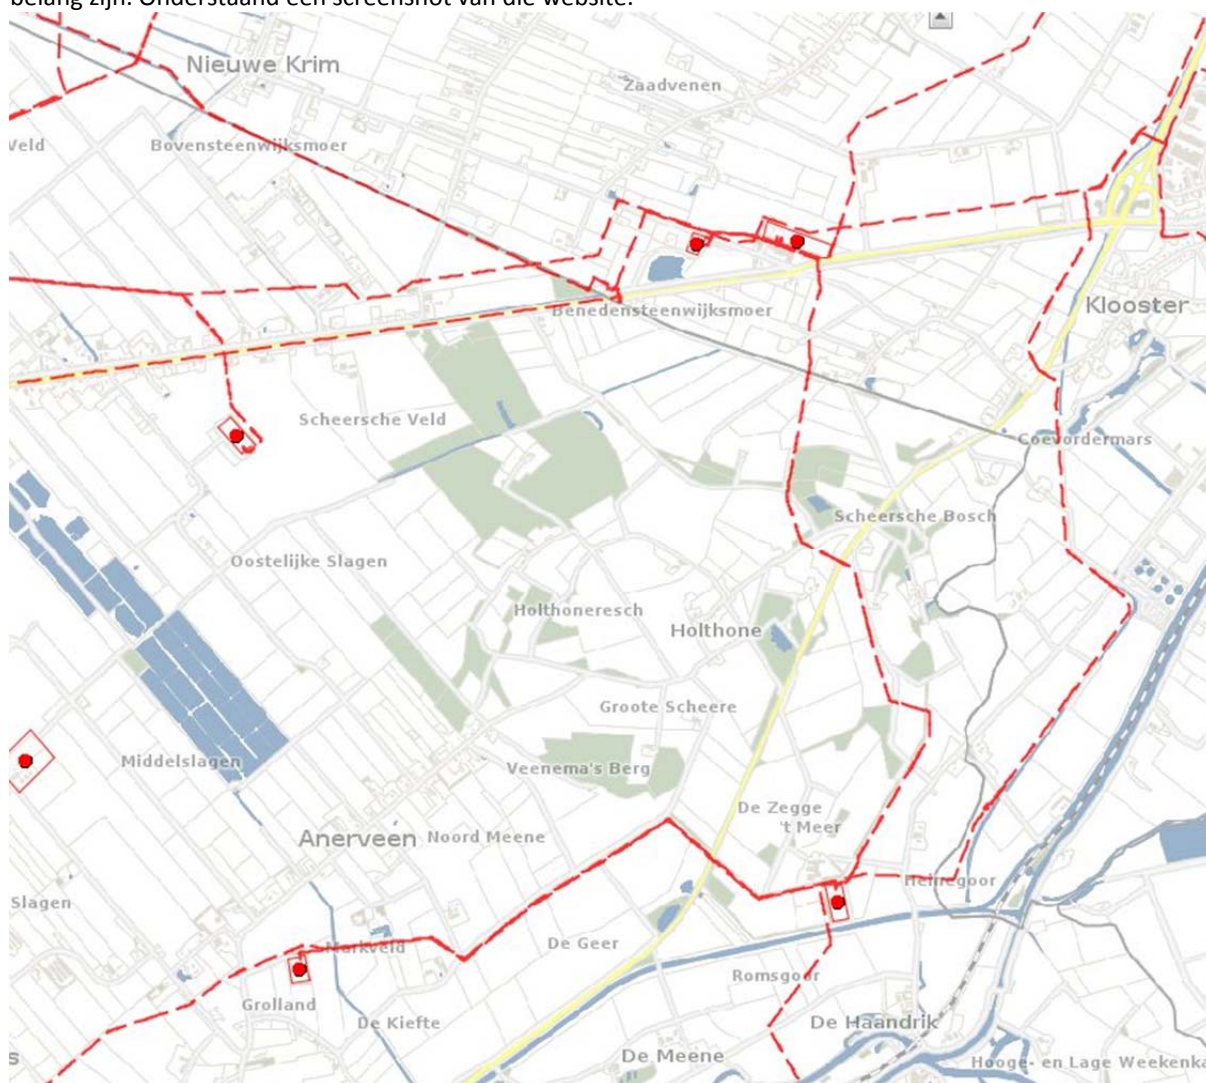 belang zijn. Onderstaand een screenshot van die website:
Nieuwe Krim
Zaadvenen
Veld
Bovensteenwijksmoer
Klooster
Benedensteenwijksmoer
Scheersche Veld
Coevordermars
Scheersche Bosch
Oostelijke Slagen
Holthoneresch
Holthone
Groote Scheere
Middelslagen
Veenema's Berg
De Zegge
't Meer
Anerveen
Noord Meene
Heinegoor
Slagen
Markveld
De Geer
Romsgoor
Grolland
De Kiefte
De Haandrik
s
De Meene
Hooge- en Lage Weekenka